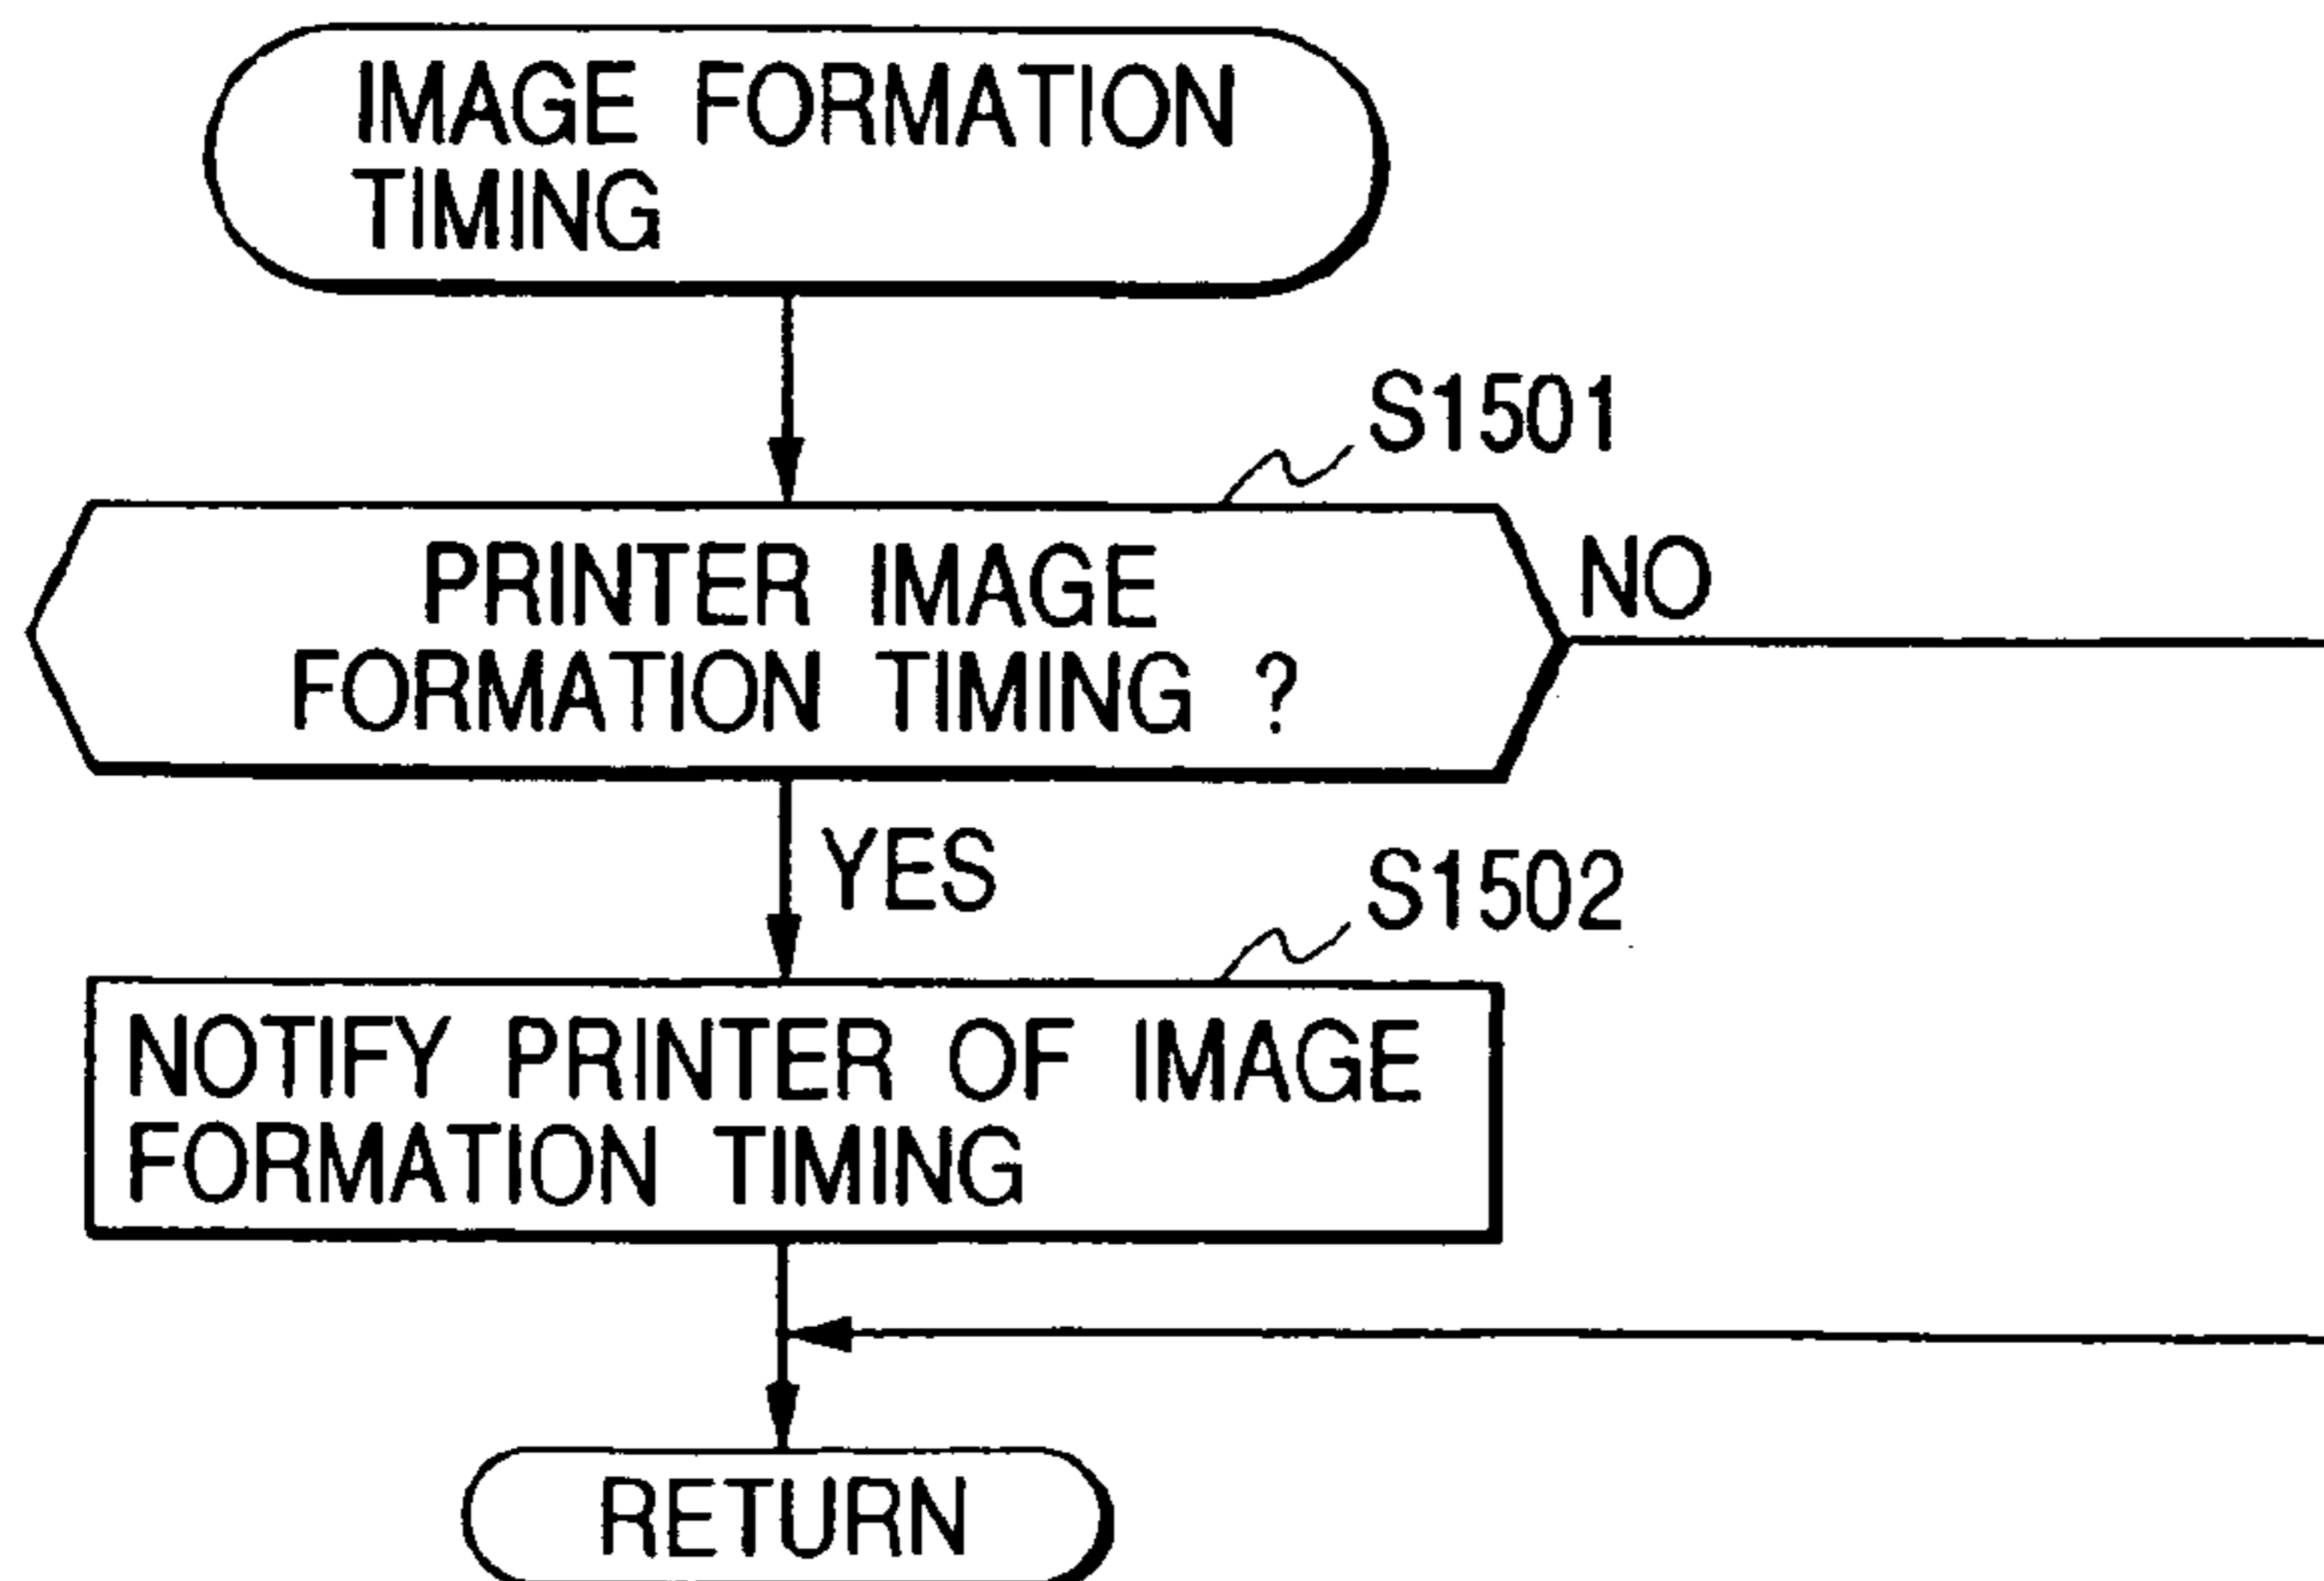 IMAGE FORMATION
TIMING
S1501
PRINTER IMAGE
FORMATION TIMING ?
NO
YES
S1502
NOTIFY PRINTER OF IMAGE
FORMATION TIMING
RETURN